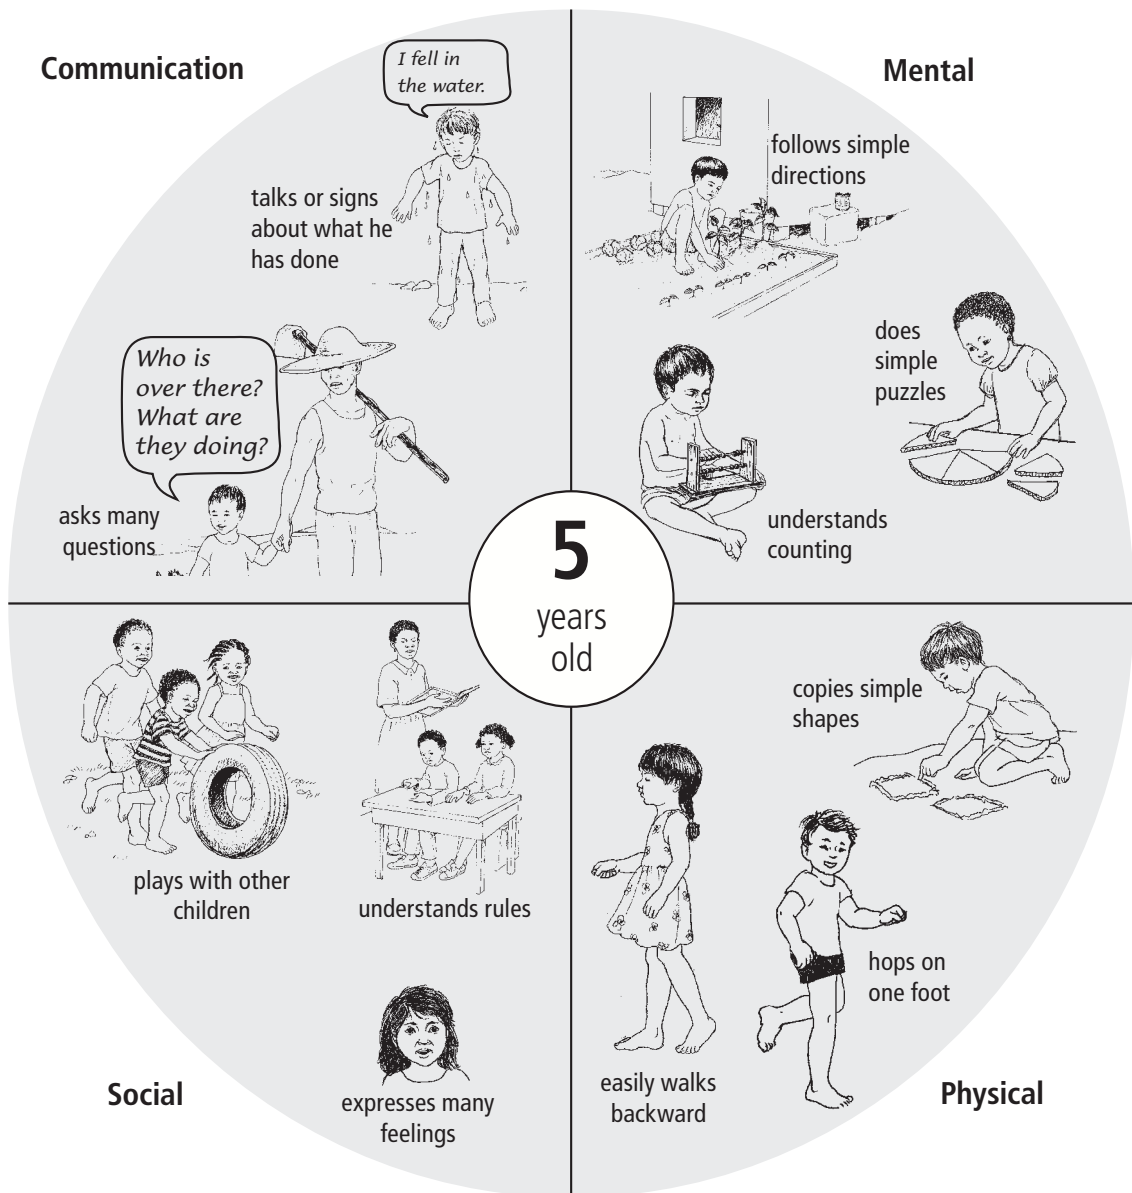 Communication
I fell in
the water.
talks or signs
about what he
has done
Who is
over there?
What are
they doing?
asks many
questions
Mental
follows simple
directions
does
simple
puzzles
understands
counting
5
years
old
plays with other
children
understands rules
expresses many
feelings
Social
copies simple
shapes
hops on
one foot
easily walks
backward
Physical